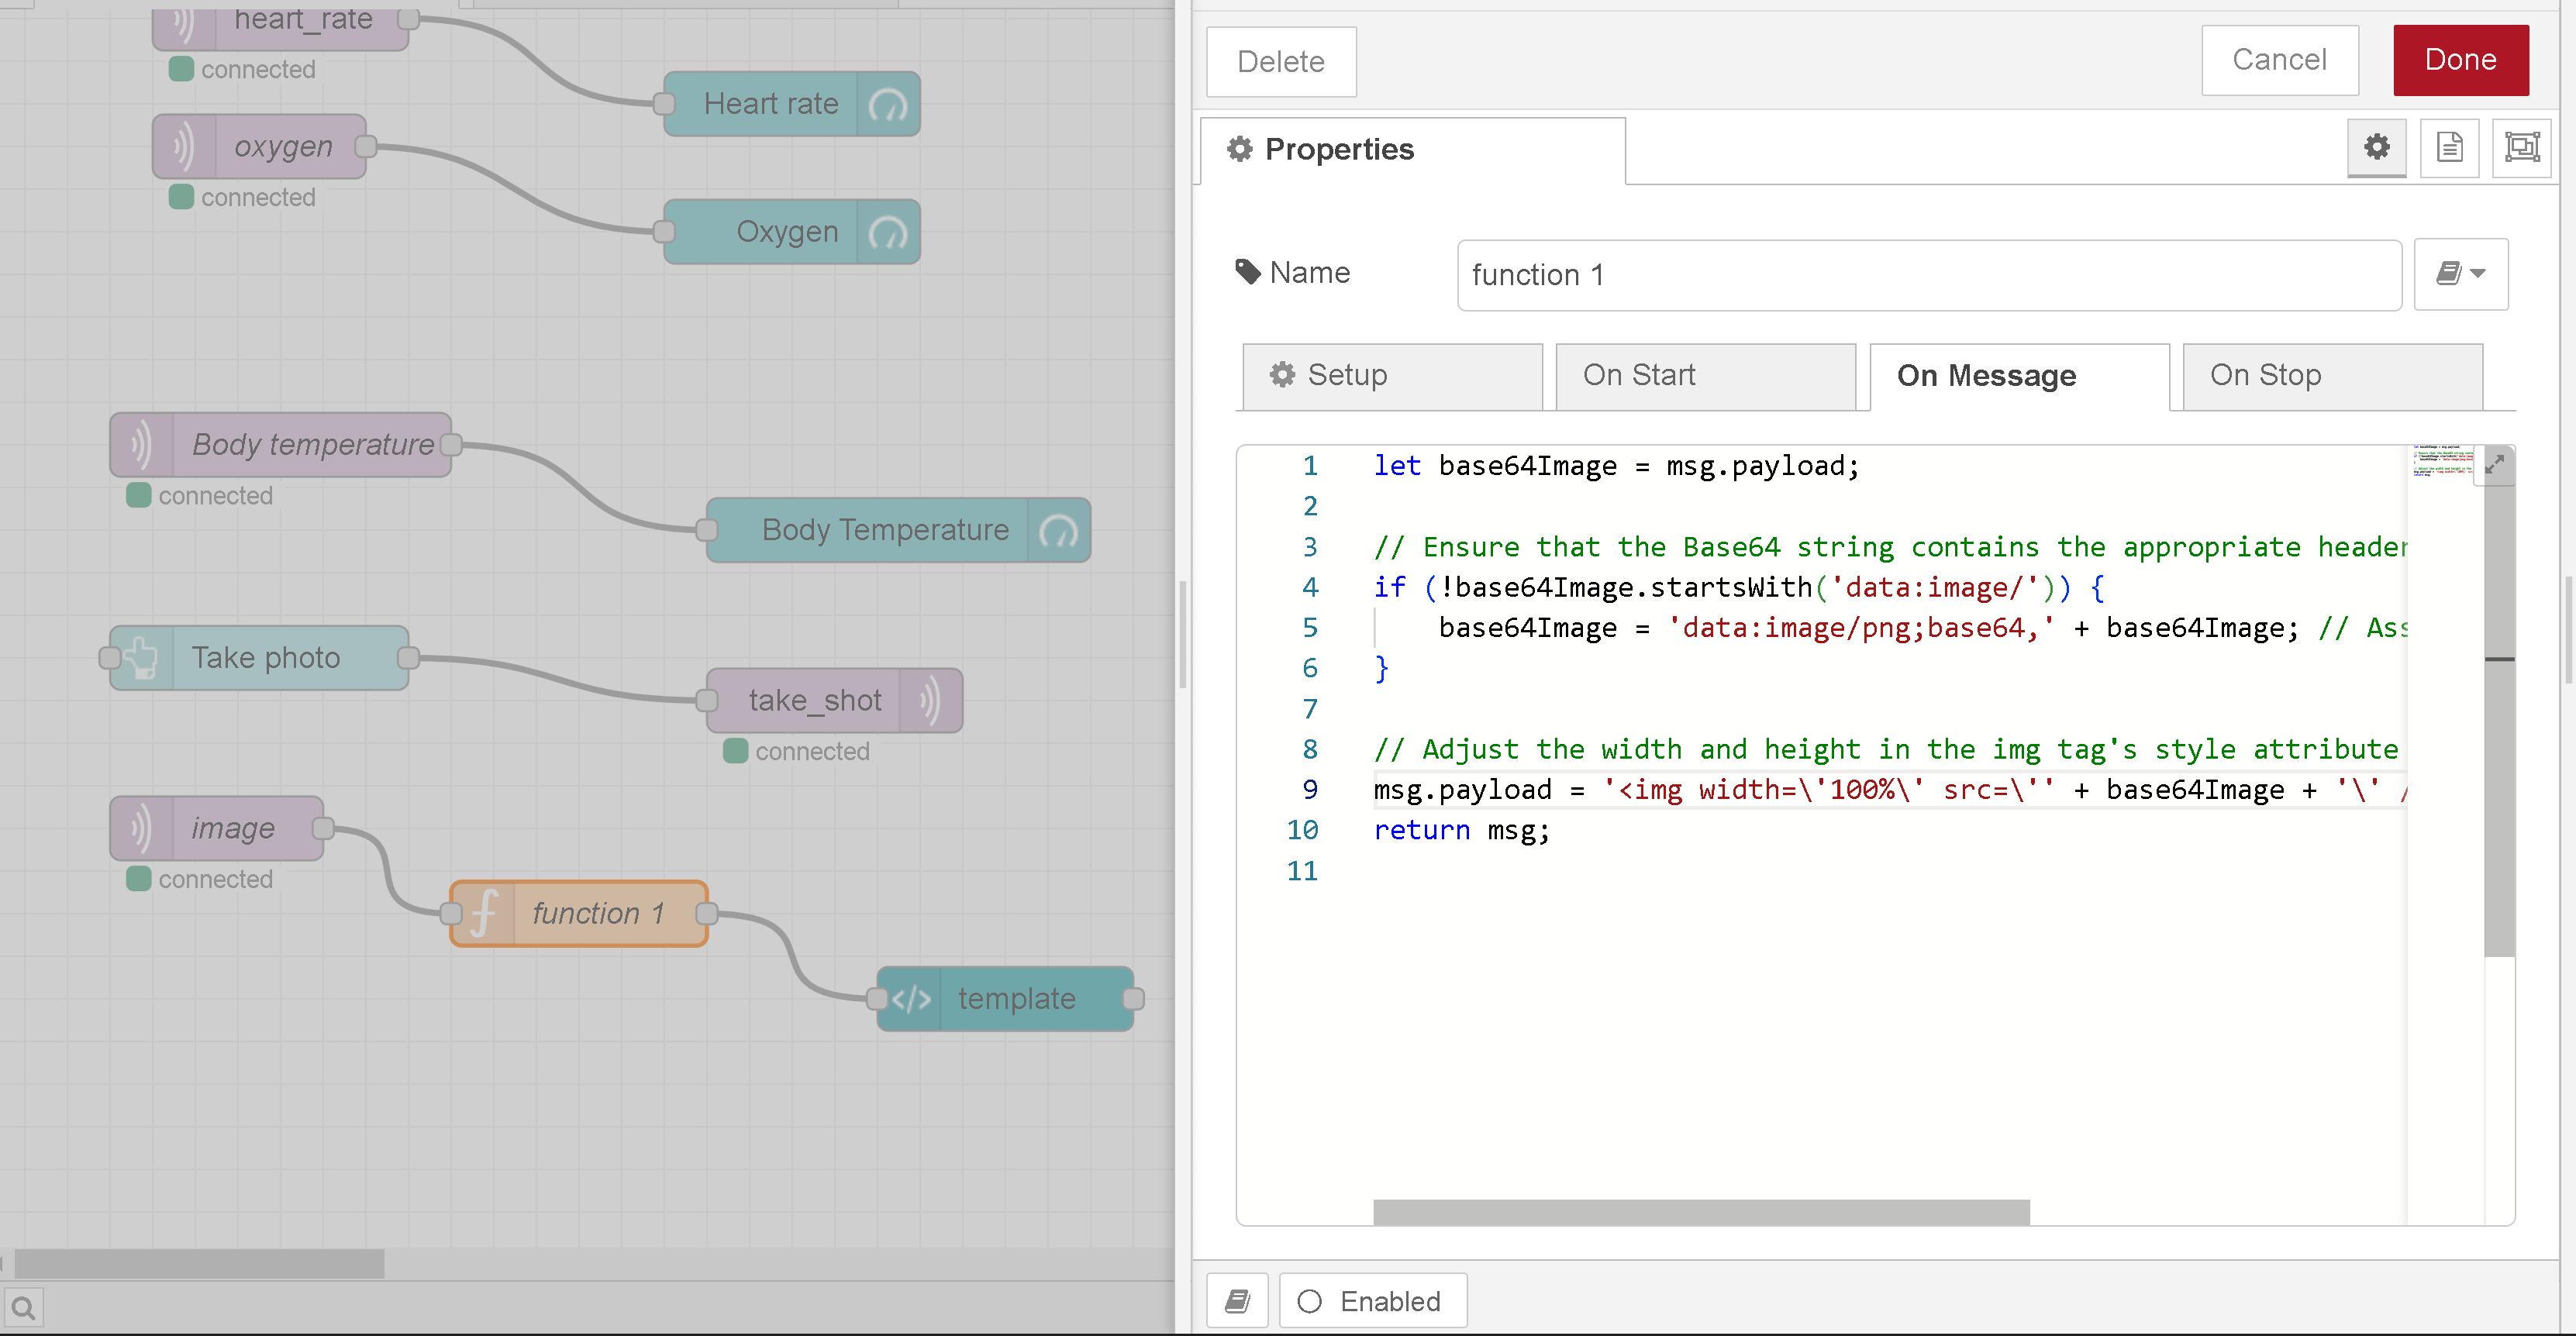 heart_rate
connected
Heart rate
oxygen
connected
Oxygen
Body temperature
connected
Body Temperature
Take photo
take_shot
connected
image
connected
function 1
template
Delete
Cancel
Done
Properties
Name
function 1
Setup
On Start
On Message
On Stop
1 let base64Image = msg.payload;
2
3 // Ensure that the Base64 string contains the appropriate header
4 if (!base64Image.startsWith('data:image/')) {
5 base64Image = 'data:image/png;base64,' + base64Image; // Ass
6 }
7
8 // Adjust the width and height in the img tag's style attribute
9 msg.payload = '<img width=\'100%\' src=\'' + base64Image + '\' /
10 return msg;
11
Enabled